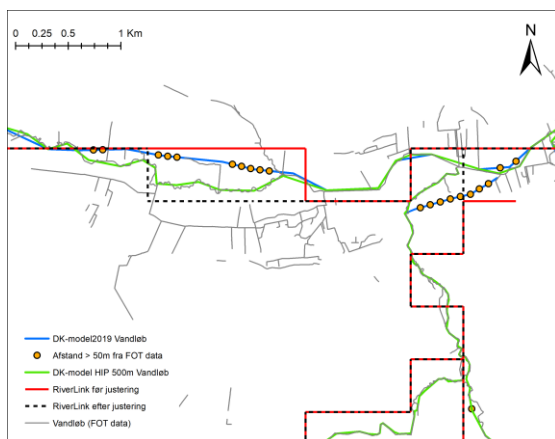 0 0.25 0.5 1 Km
N
DK-model2019 Vandløb
Afstand > 50m fra FOT data
DK-model HIP 500m Vandløb
RiverLink før justering
RiverLink efter justering
Vandløb (FOT data)